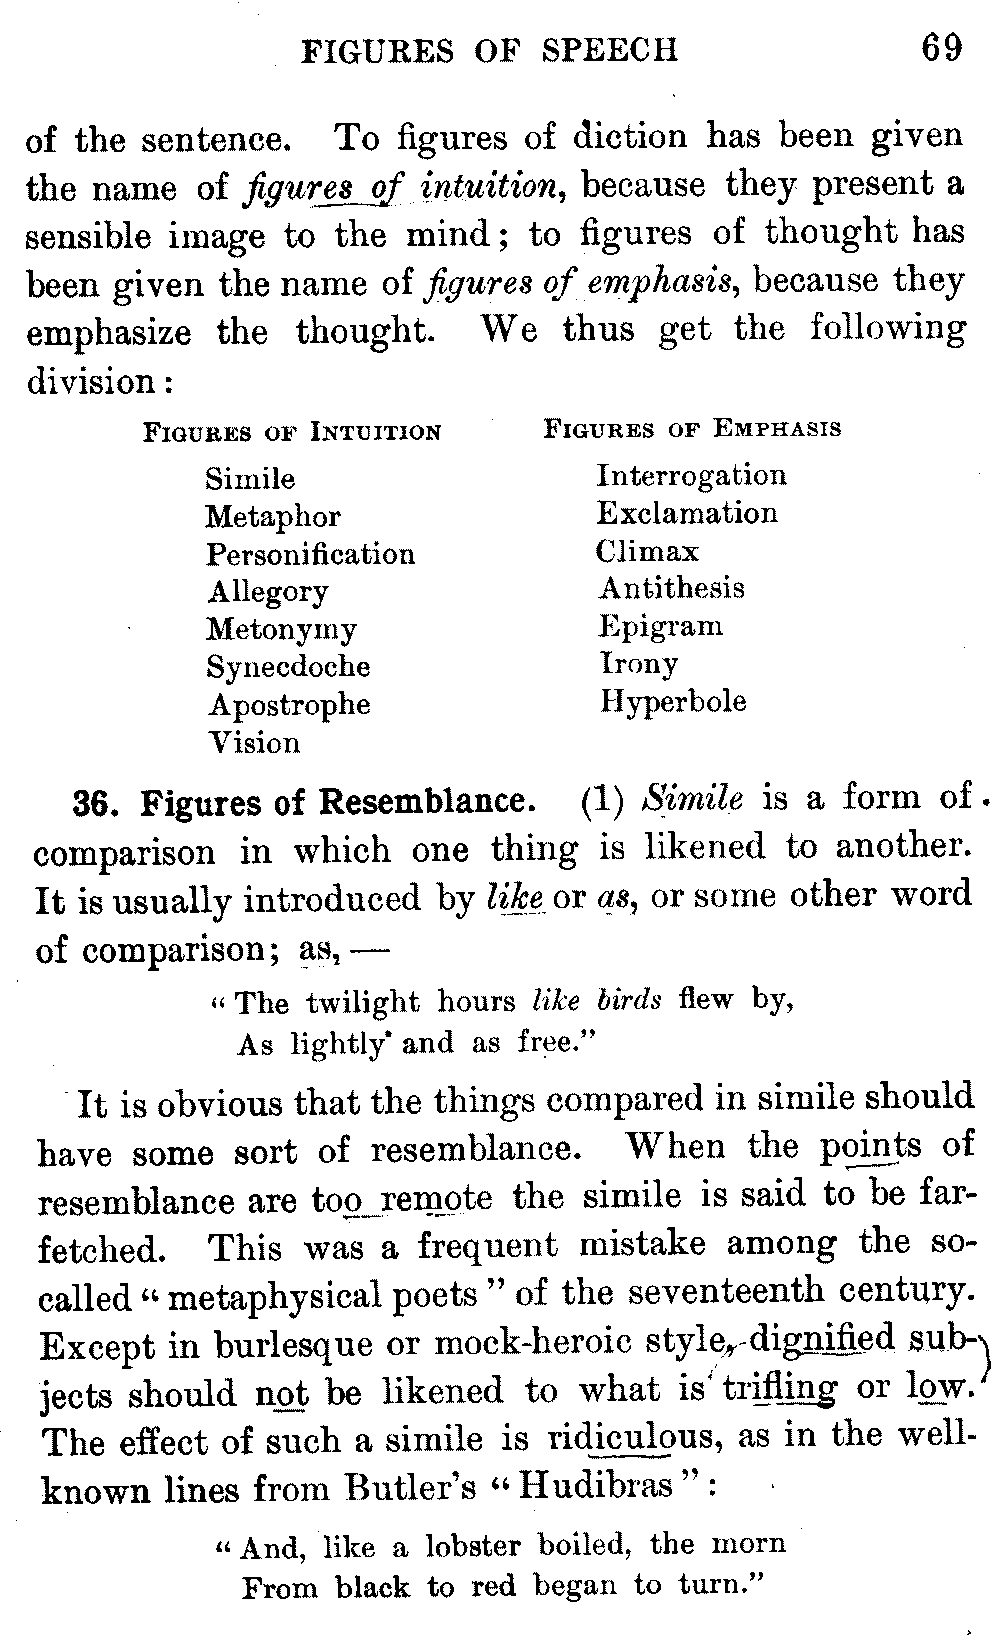 FIGURES OF SPEECH 69
of the sentence. To figures of diction has been given
the name of figures of intuition, because they present a
sensible image to the mind; to figures of thought has
been given the name of figures of emphasis, because they
emphasize the thought. We thus get the following
division:
FIGURES OF INTUITION FIGURES OF EMPHASIS
Simile Interrogation
Metaphor Exclamation
Personification Climax
Allegory Antithesis
Metonymy Epigram
Synecdoche Irony
Apostrophe Hyperbole
Vision
36. Figures of Resemblance. (1) Simile is a form of
comparison in which one thing is likened to another.
It is usually introduced by like or as, or some other word
of comparison; as, —
“The twilight hours like birds flew by,
As lightly and as free.”
It is obvious that the things compared in simile should
have some sort of resemblance. When the points of
resemblance are too remote the simile is said to be far-
fetched. This was a frequent mistake among the so-
called “metaphysical poets” of the seventeenth century.
Except in burlesque or mock-heroic style, dignified sub-
jects should not be likened to what is trifling or low.
The effect of such a simile is ridiculous, as in the well-
known lines from Butler’s “Hudibras”:
“And, like a lobster boiled, the morn
From black to red began to turn.”